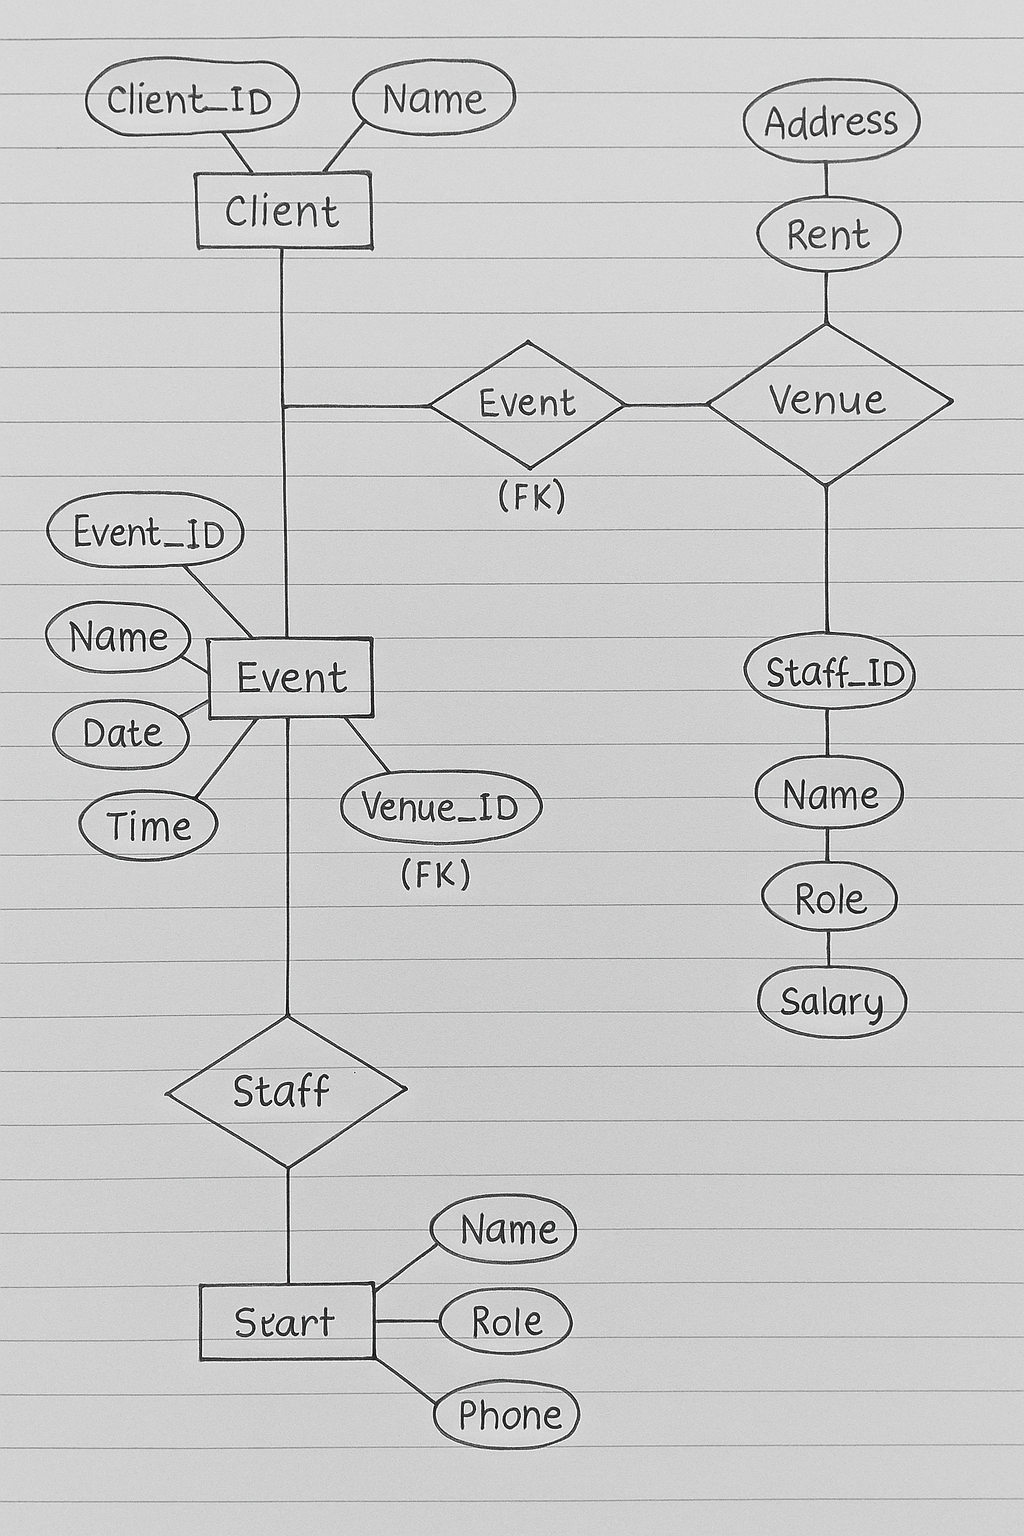 Client_ID
Name
Address
Client
Rent
Event
Venue
(FK)
Event_ID
Name
Event
Staff_ID
Date
Time
Venue_ID
(FK)
Name
Role
Salary
Staff
Name
Start
Role
Phone